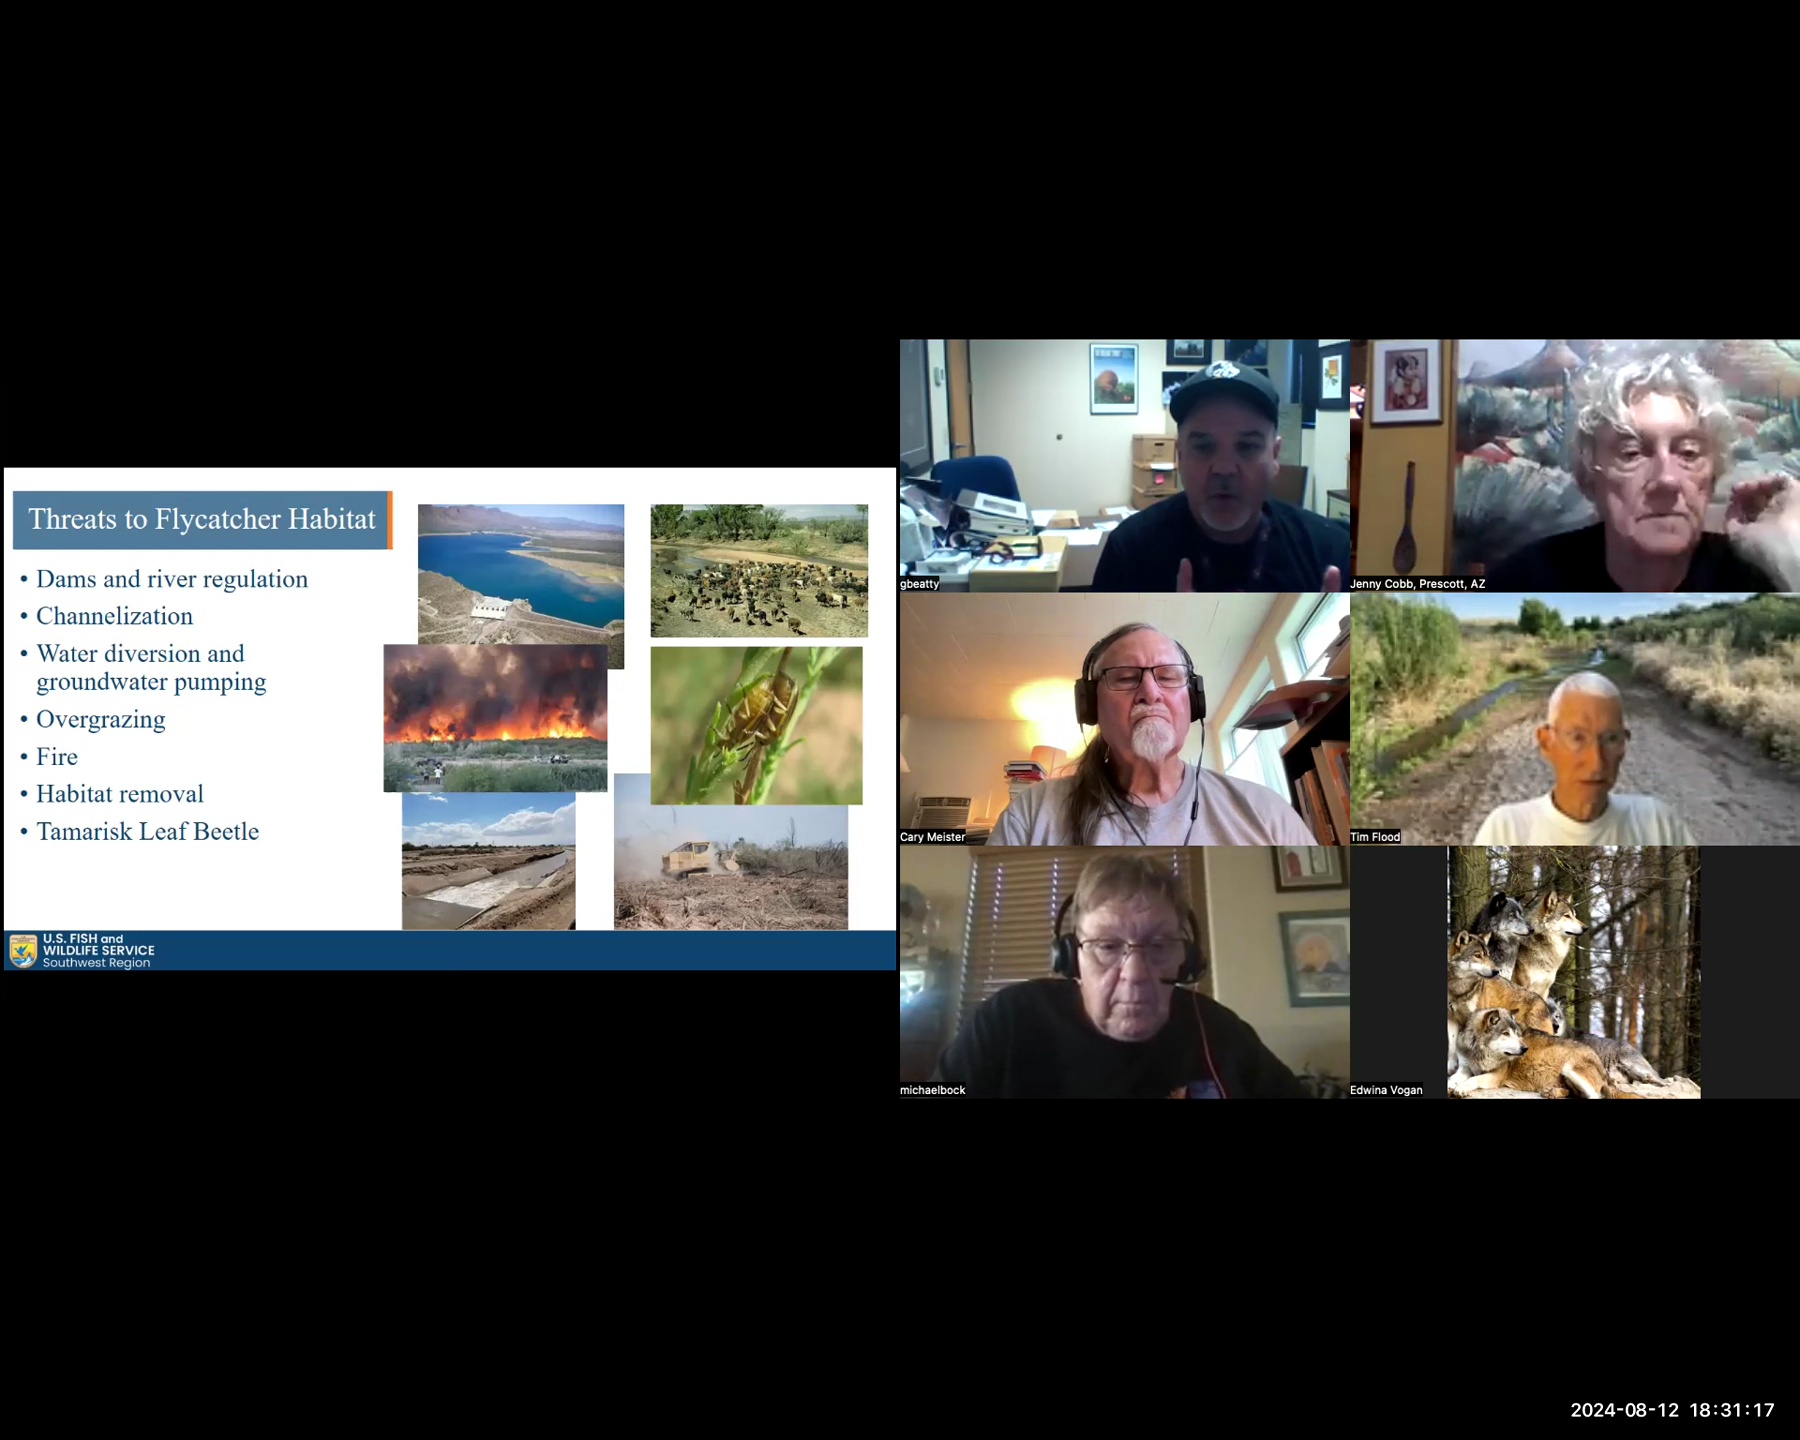 Threats to Flycatcher Habitat
• Dams and river regulation
• Channelization
• Water diversion and
groundwater pumping
• Overgrazing
• Fire
• Habitat removal
• Tamarisk Leaf Beetle
U.S. FISH and
WILDLIFE SERVICE
Southwest Region
gbeatty
Jenny Cobb, Prescott, AZ
Cary Meister
Tim Flood
michaelbock
Edwina Vogan
2024-08-12 18:31:17